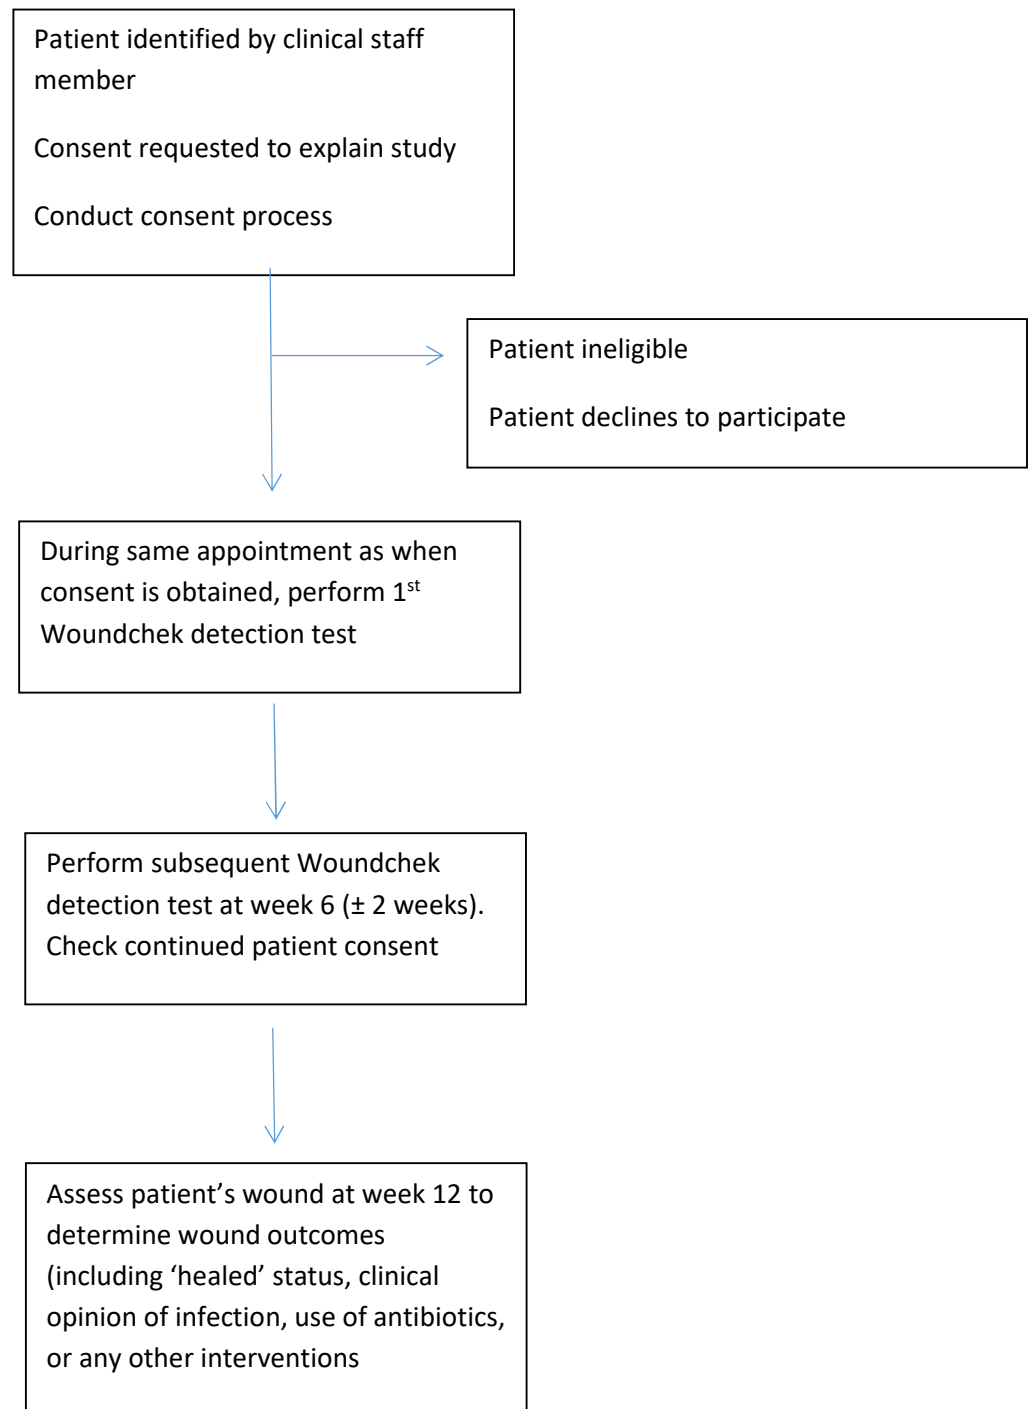 Patient identified by clinical staff
member
Consent requested to explain study
Conduct consent process
Patient ineligible
Patient declines to participate
During same appointment as when
consent is obtained, perform 1st
Woundchek detection test
Perform subsequent Woundchek
detection test at week 6 (± 2 weeks).
Check continued patient consent
Assess patient’s wound at week 12 to
determine wound outcomes
(including ‘healed’ status, clinical
opinion of infection, use of antibiotics,
or any other interventions